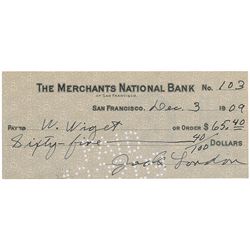 THE MERCHANTS NATIONAL BANK No. 103
OF SAN FRANCISCO.
SAN FRANCISCO, Dec. 3 1909
PAY TO W. Wiget OR ORDER $65.40
Sixty-five 40/100 DOLLARS
Jack London